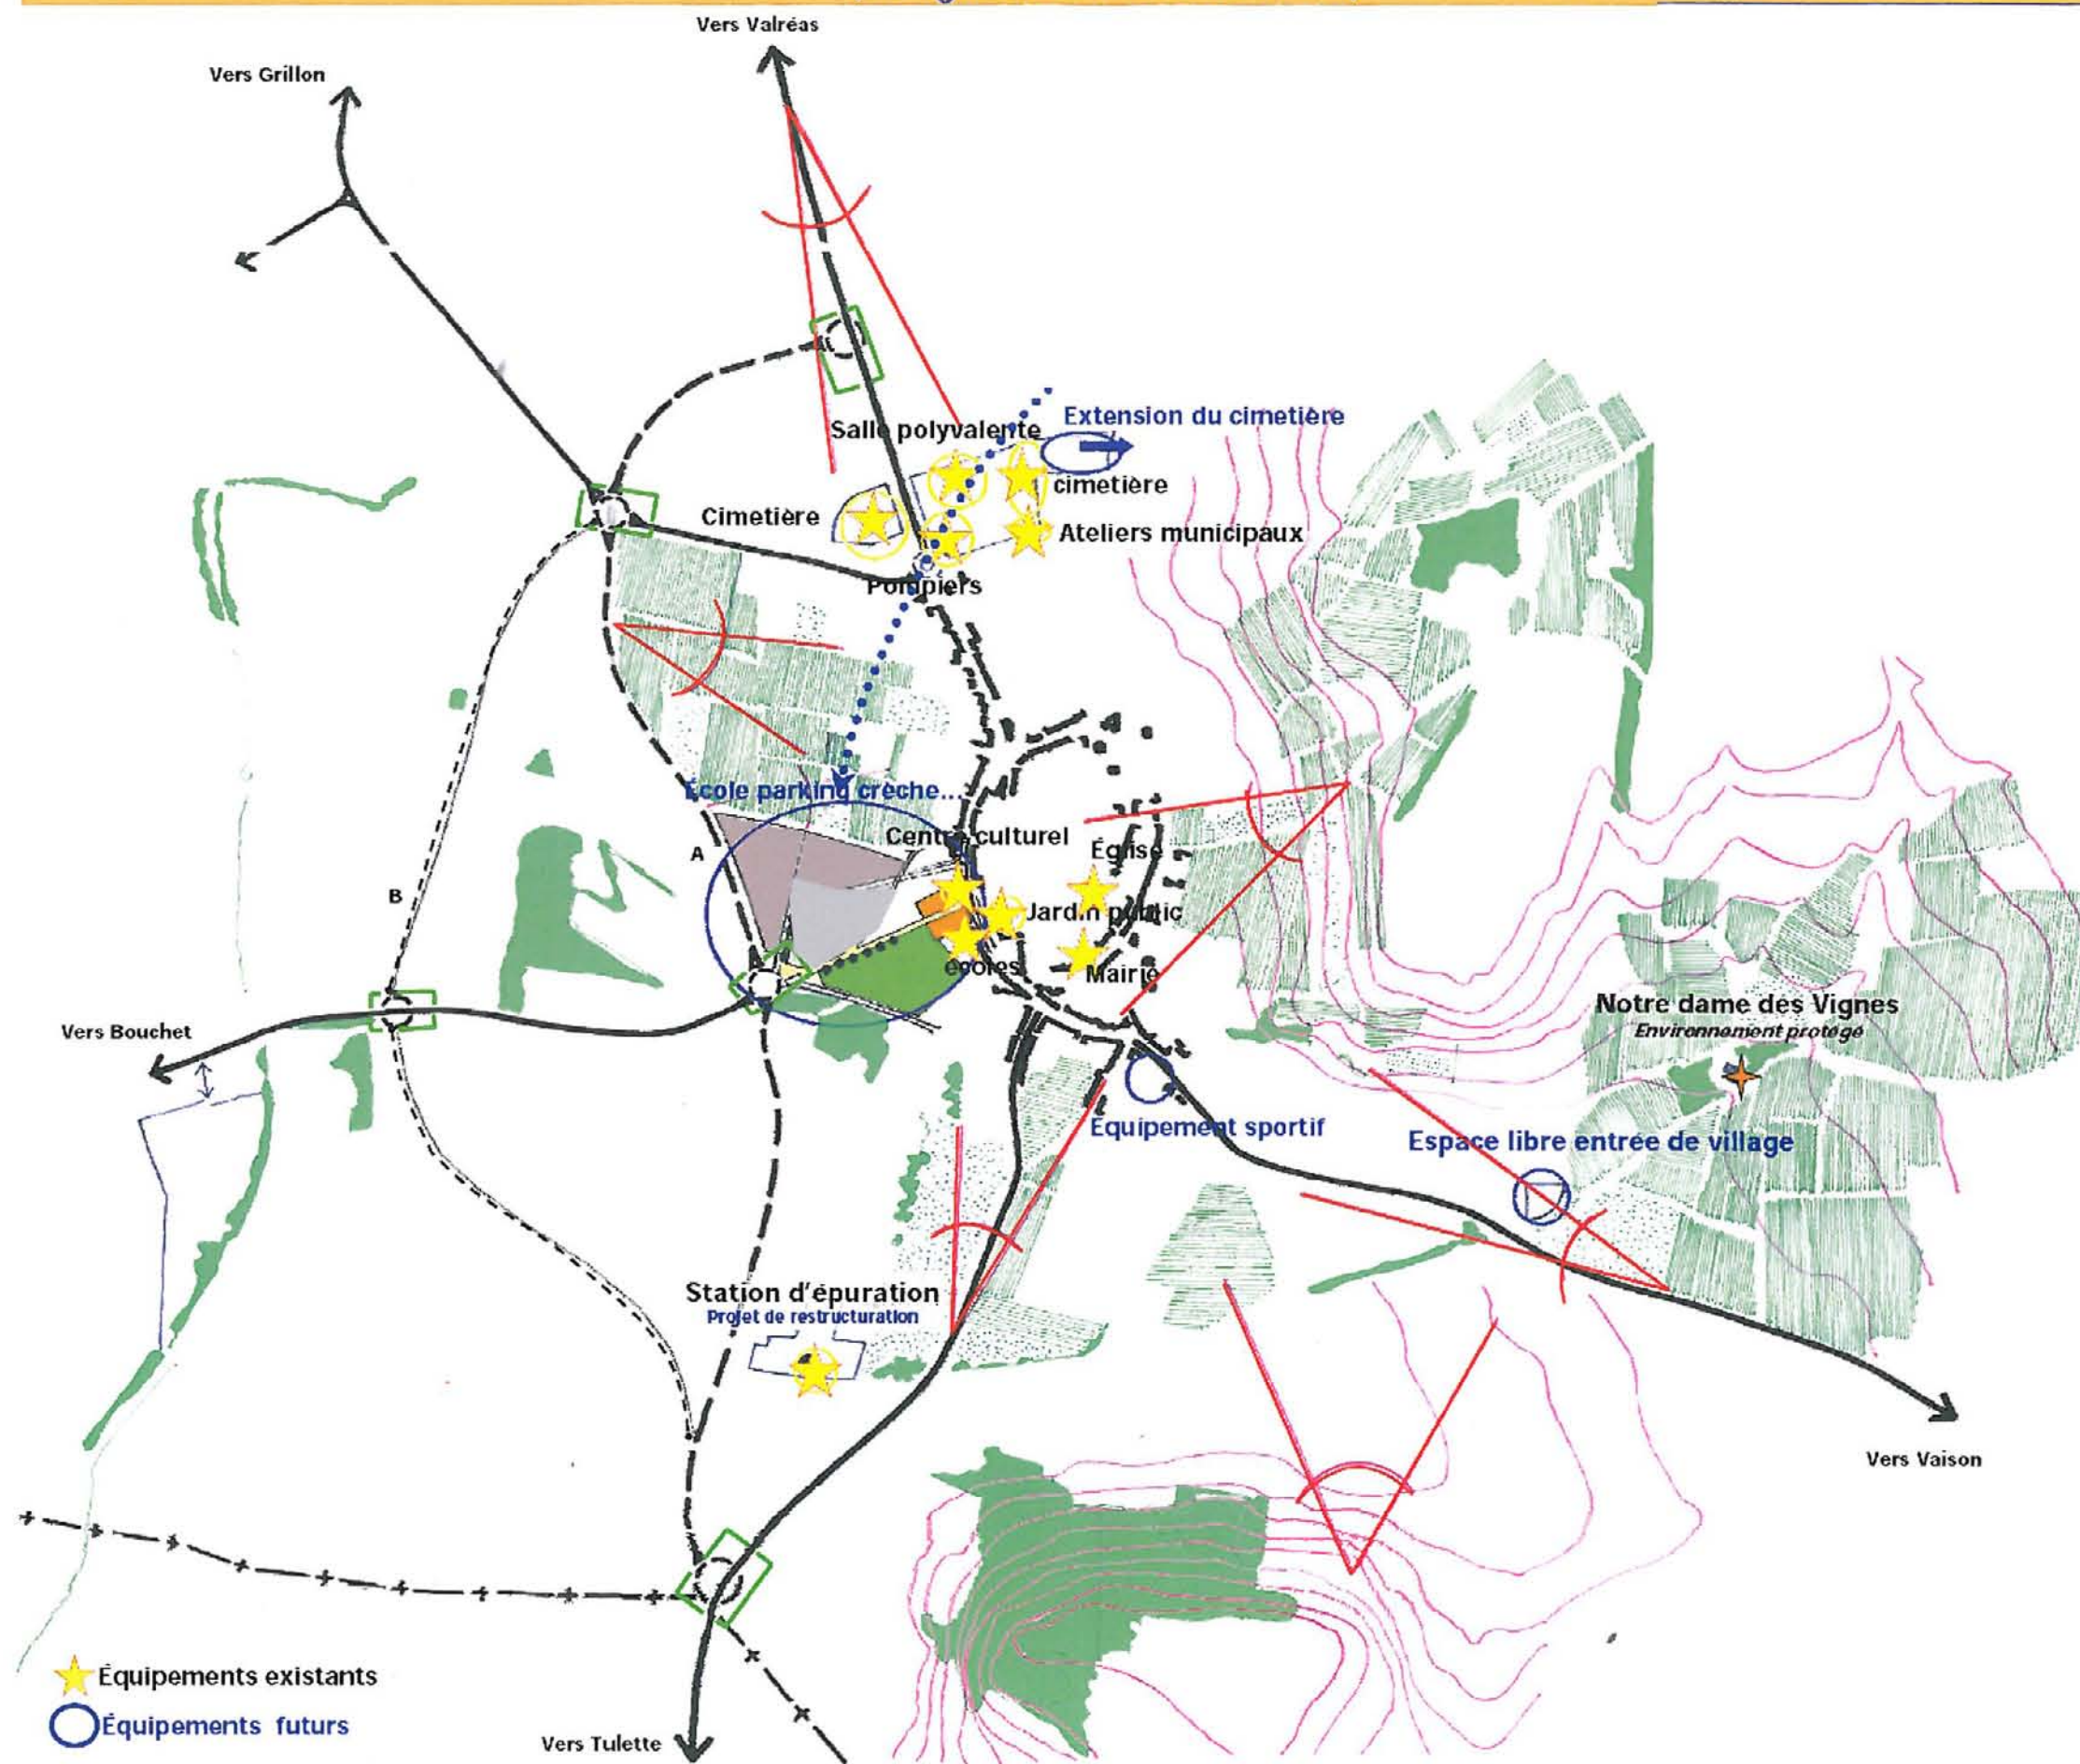 Vers Valréas
Vers Grillon
Extension du cimetière
Salle polyvalente
cimetière
Cimetière
Ateliers municipaux
Pompiers
École parking crèche...
Centre culturel
A
Église
B
Jardin public
écoles
Mairie
Notre dame des Vignes
Environnement protégé
Vers Bouchet
Equipement sportif
Espace libre entrée de village
Station d'épuration
Projet de restructuration
Vers Vaison
Équipements existants
Équipements futurs
Vers Tulette